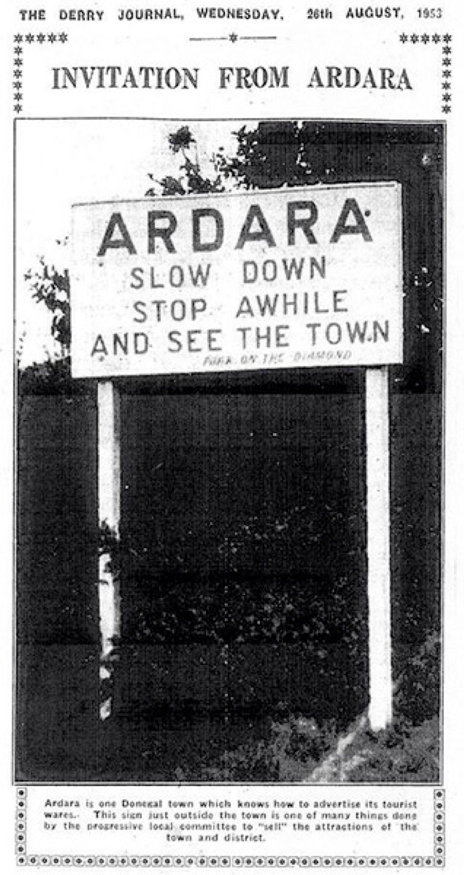 THE DERRY JOURNAL, WEDNESDAY, 26th AUGUST, 1953
INVITATION FROM ARDARA
ARDARA
SLOW DOWN
STOP AWHILE
AND SEE THE TOWN
PARK ON THE DIAMOND
Ardara is one Donegal town which knows how to advertise its tourist
wares. This sign just outside the town is one of many things done
by the progressive local committee to "sell" the attractions of the
town and district.